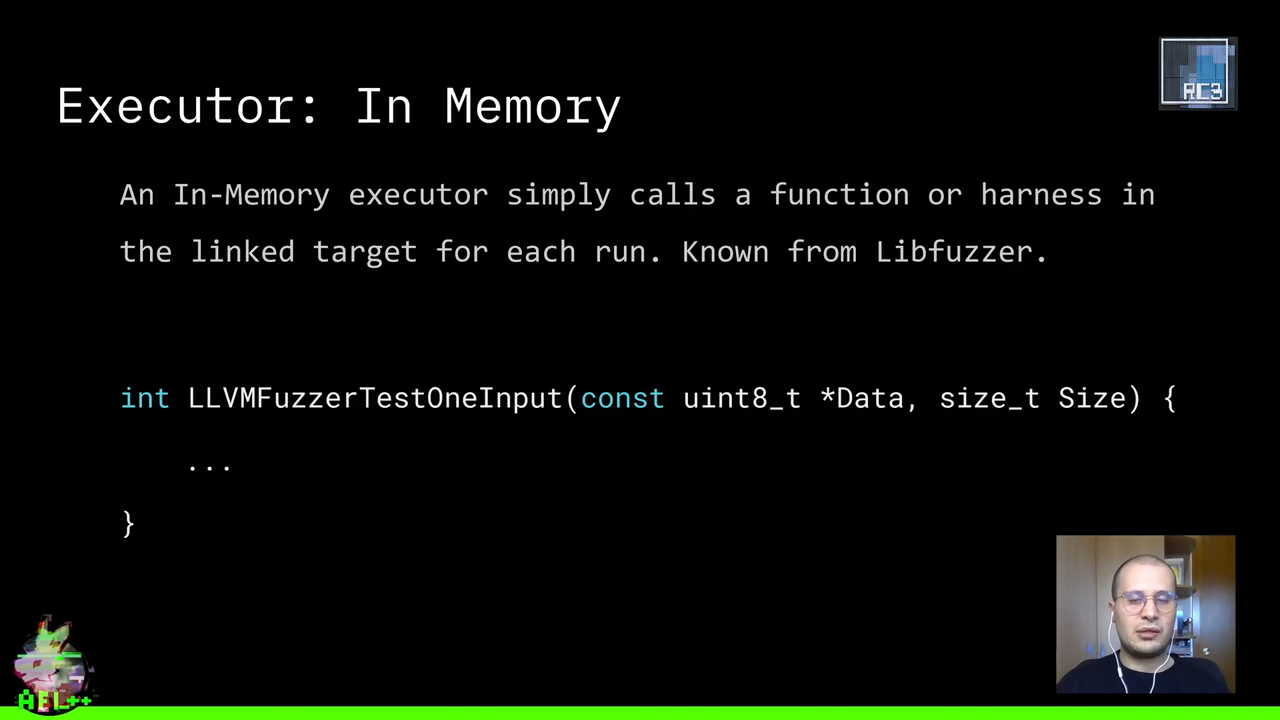 RC3
Executor: In Memory
An In-Memory executor simply calls a function or harness in
the linked target for each run. Known from Libfuzzer.
int LLVMFuzzerTestOneInput(const uint8_t *Data, size_t Size) {
...
}
AFL++